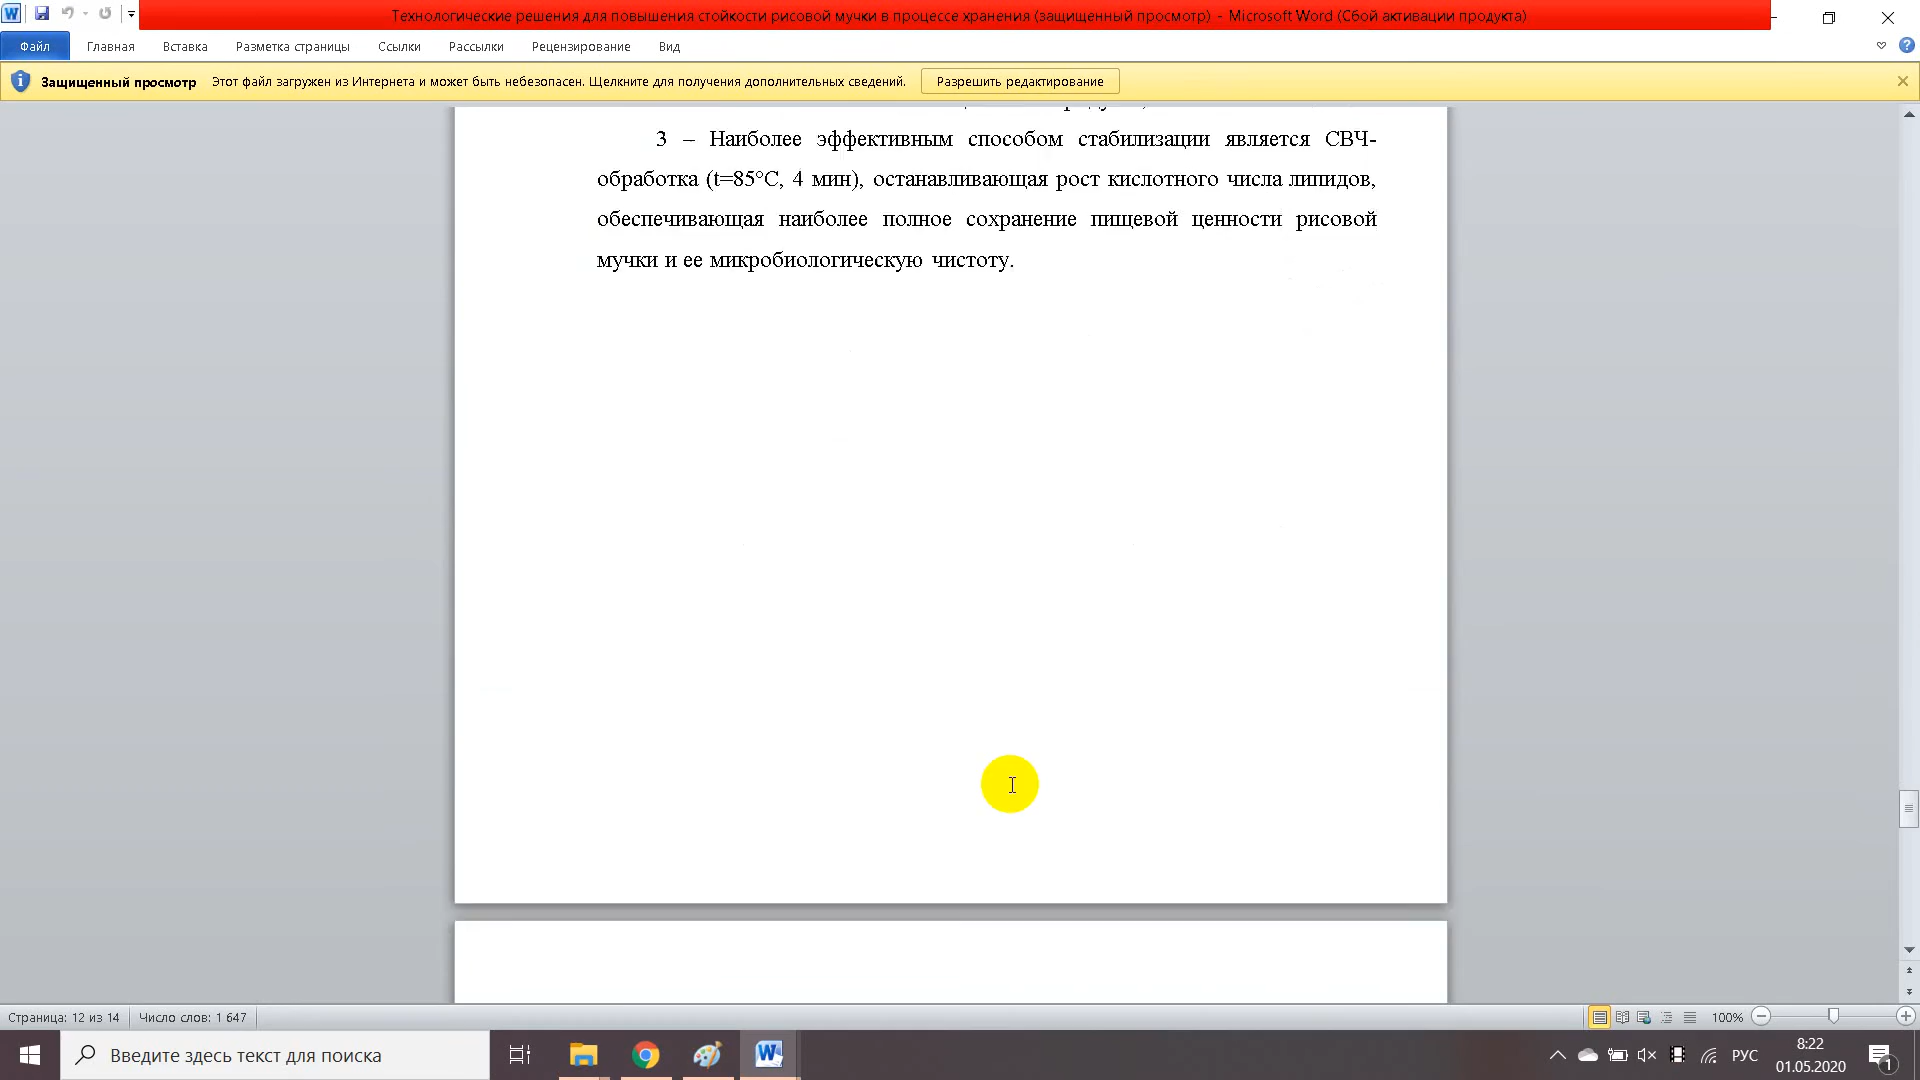 Технологические решения для повышения стойкости рисовой мучки в процессе хранения (защищенный просмотр) - Microsoft Word (Сбой активации продукта)
Файл Главная Вставка Разметка страницы Ссылки Рассылки Рецензирование Вид
Защищенный просмотр Этот файл загружен из Интернета и может быть небезопасен. Щелкните для получения дополнительных сведений. Разрешить редактирование
3 – Наиболее эффективным способом стабилизации является СВЧ-
обработка (t=85°С, 4 мин), останавливающая рост кислотного числа липидов,
обеспечивающая наиболее полное сохранение пищевой ценности рисовой
мучки и ее микробиологическую чистоту.
Страница: 12 из 14 Число слов: 1 647 100%
Введите здесь текст для поиска РУС 8:22
01.05.2020 1